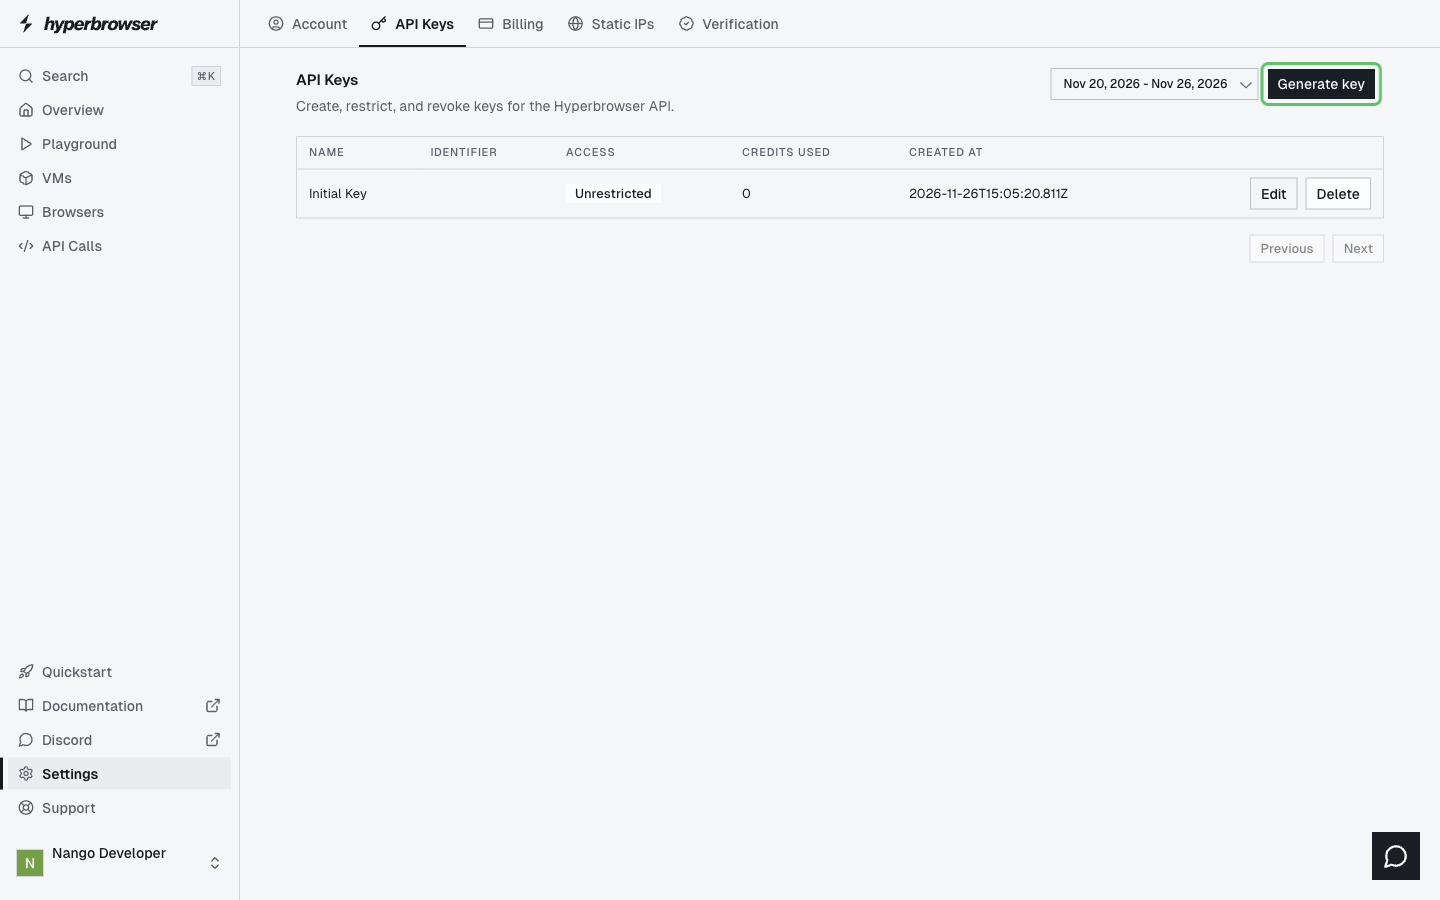 hyperbrowser
Search ⌘K
Overview
Playground
VMs
Browsers
API Calls
Quickstart
Documentation
Discord
Settings
Support
N Nango Developer
Account API Keys Billing Static IPs Verification
API Keys
Create, restrict, and revoke keys for the Hyperbrowser API.
Nov 20, 2026 - Nov 26, 2026 Generate key
NAME IDENTIFIER ACCESS CREDITS USED CREATED AT
Initial Key Unrestricted 0 2026-11-26T15:05:20.811Z Edit Delete
Previous Next